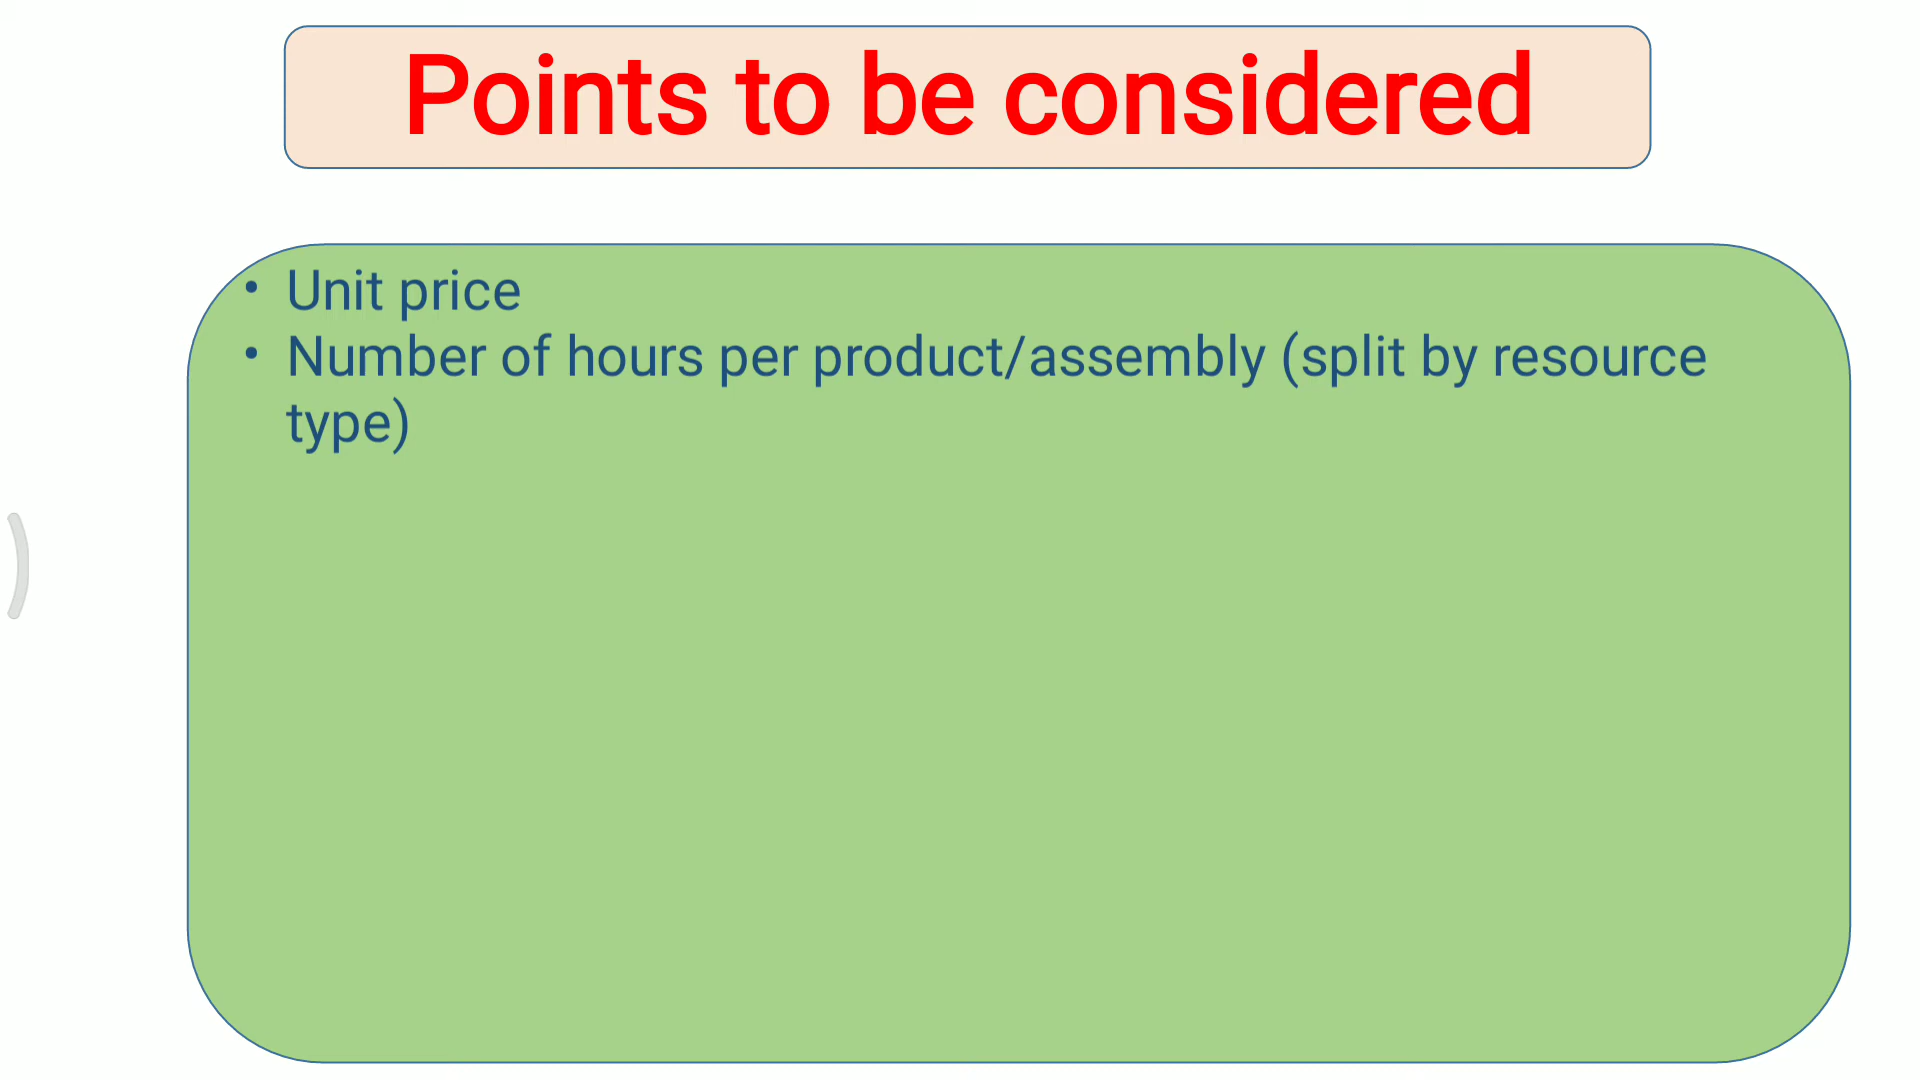 Points to be considered
• Unit price
• Number of hours per product/assembly (split by resource
type)